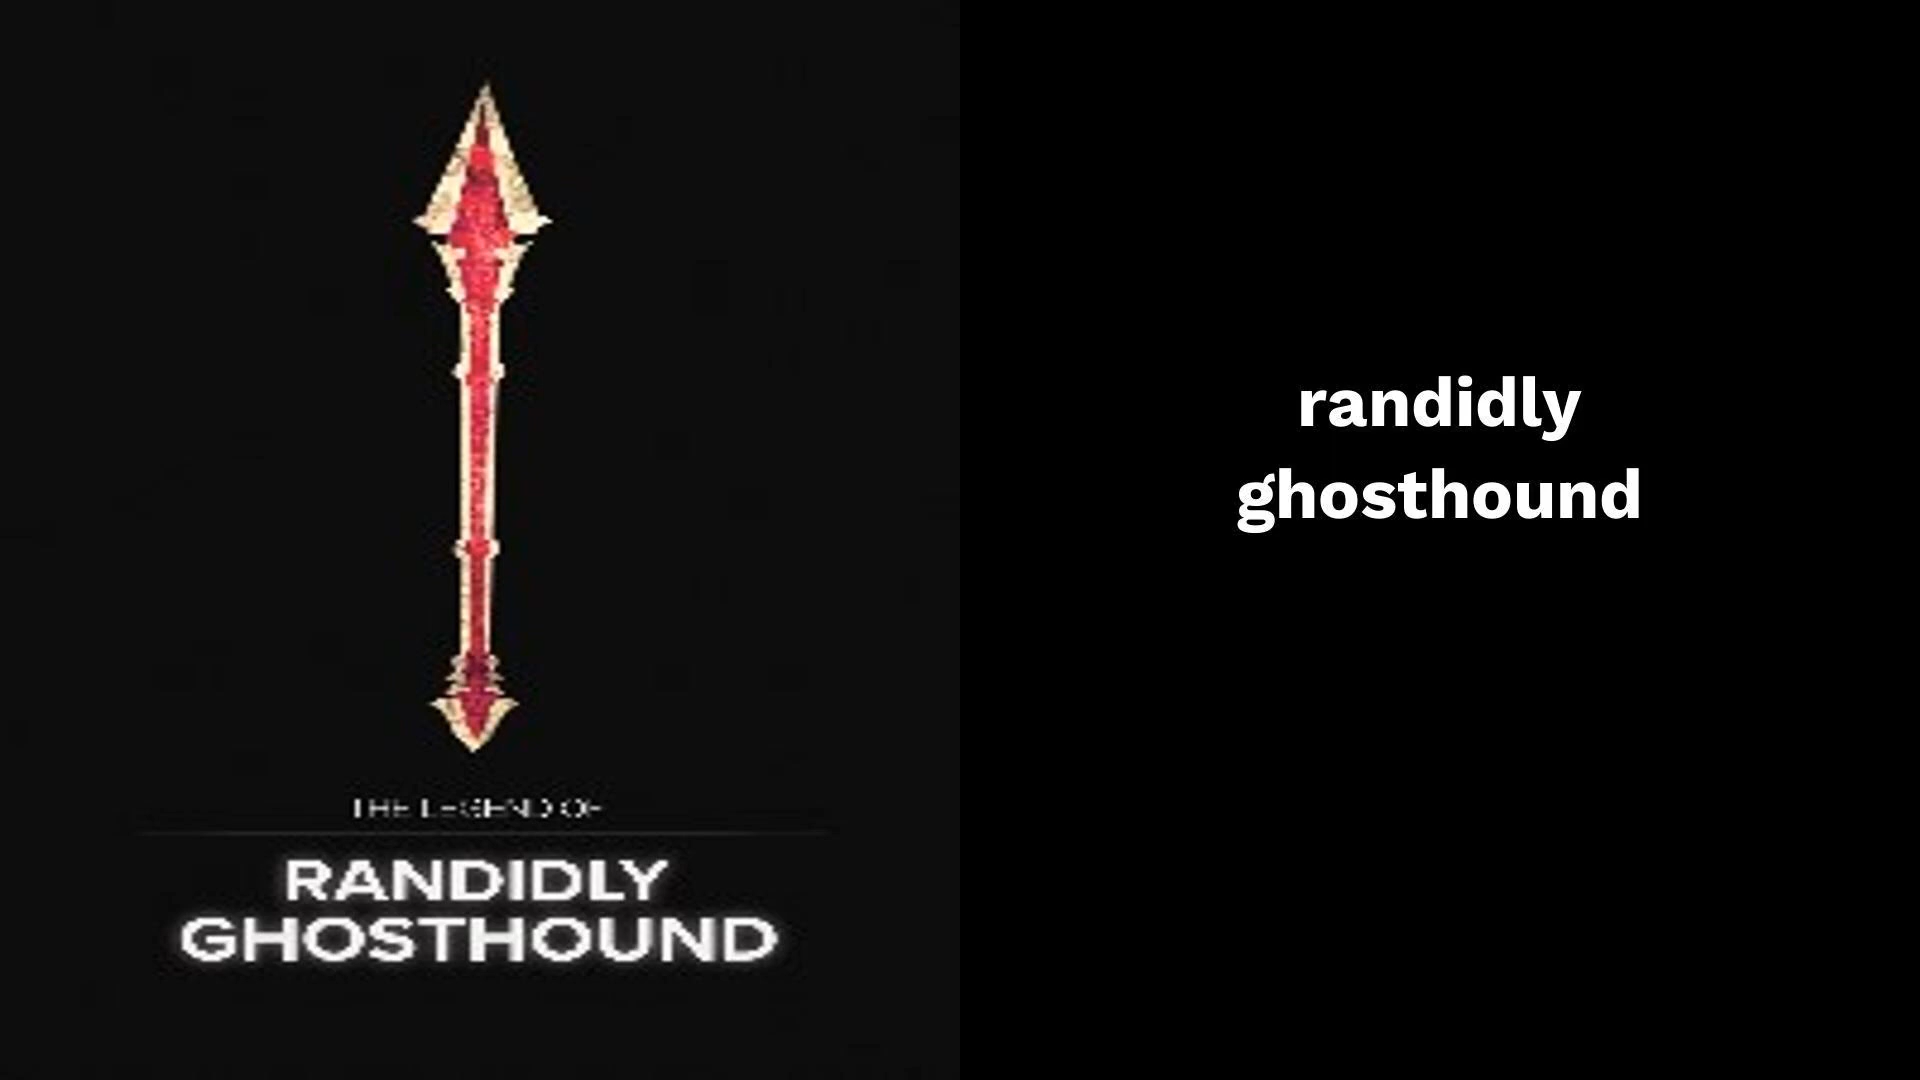 THE LEGEND OF
RANDIDLY
GHOSTHOUND
randidly
ghosthound